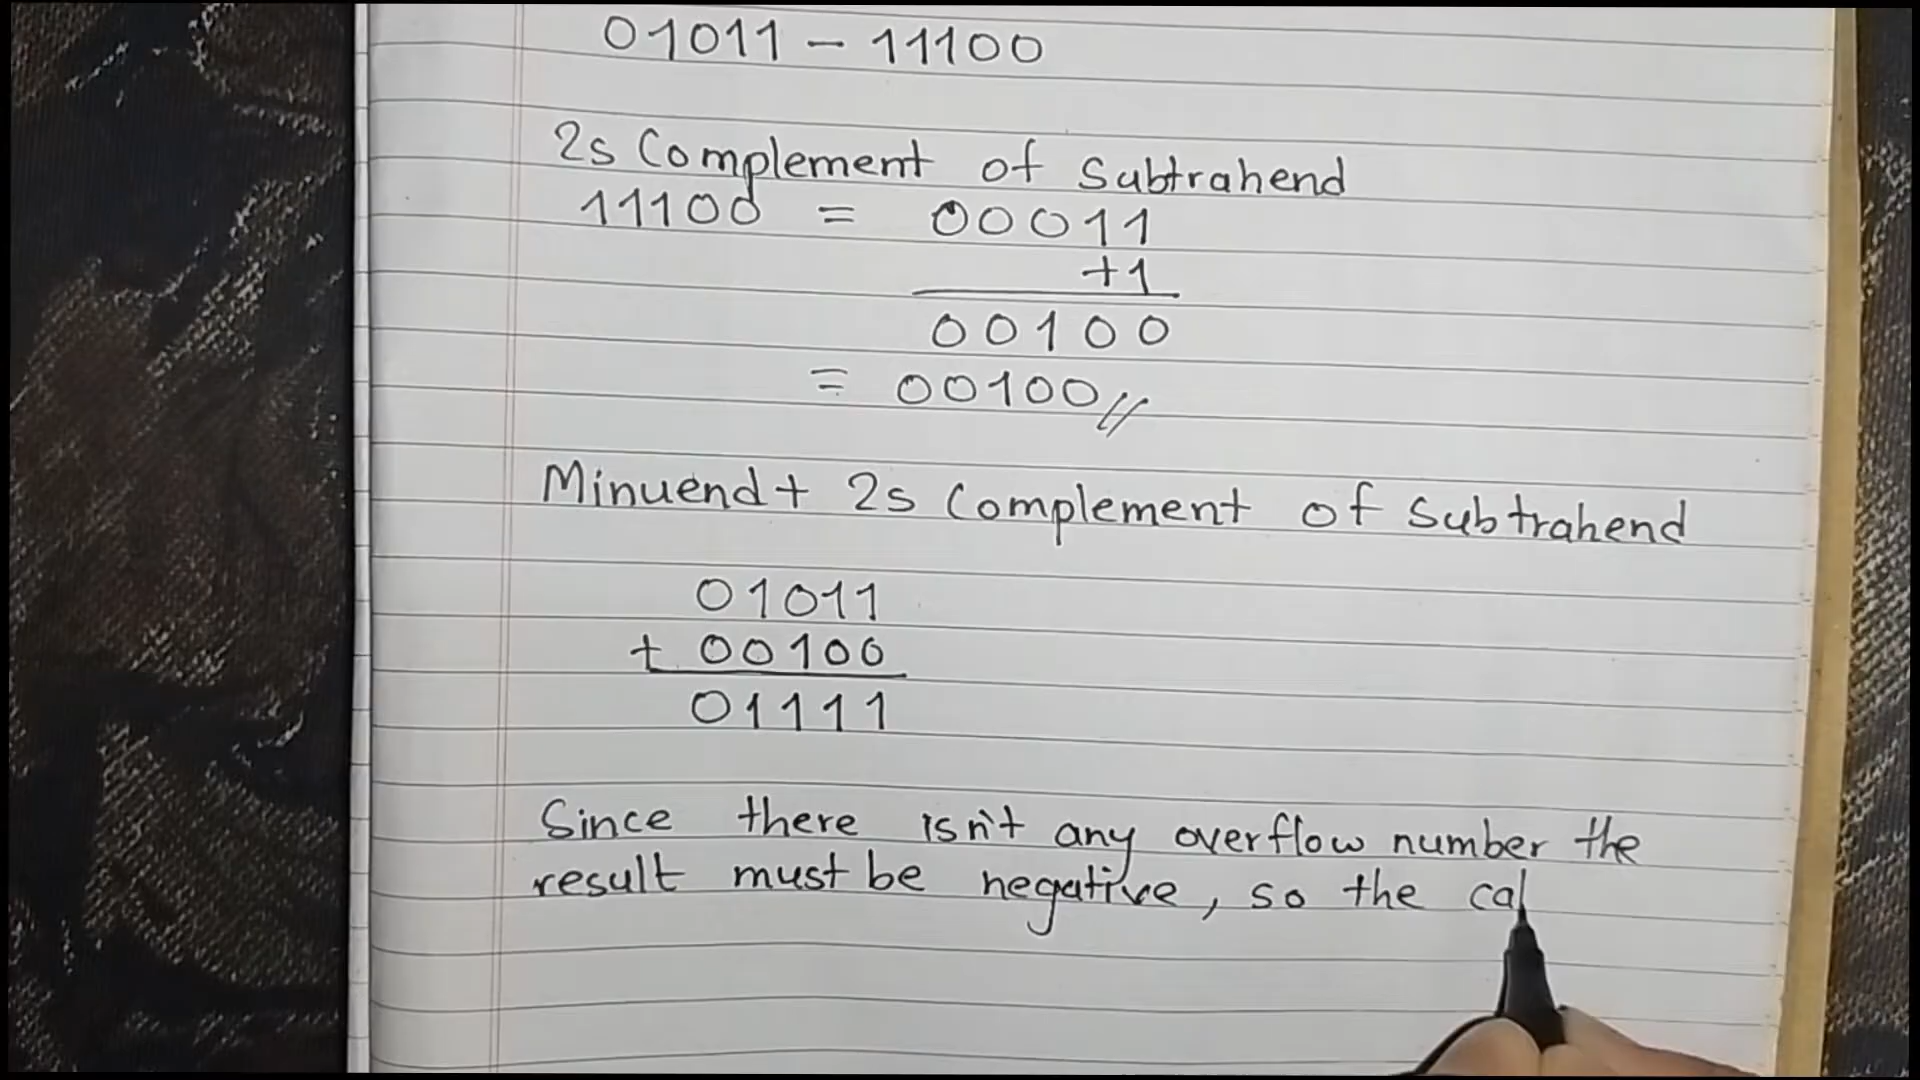 01011 - 11100
2s Complement of Subtrahend
11100 = 00011
+1
00100
= 00100//
Minuend + 2s Complement of Subtrahend
01011
+ 00100
01111
Since there isn't any overflow number the
result must be negative, so the cal